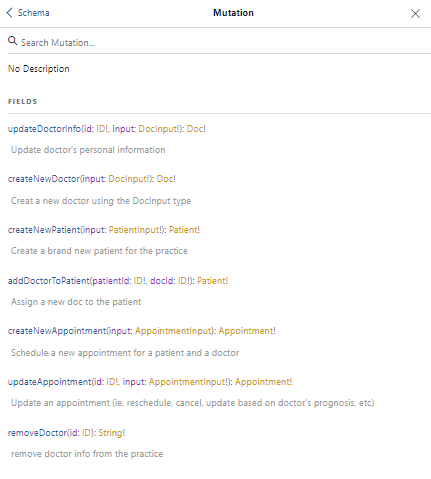 Schema
Mutation
Search Mutation...
No Description
FIELDS
updateDoctorInfo(id: ID!, input: DocInput!): Doc!
Update doctor's personal information
createNewDoctor(input: DocInput!): Doc!
Creat a new doctor using the DocInput type
createNewPatient(input: PatientInput!): Patient!
Create a brand new patient for the practice
addDoctorToPatient(patientId: ID!, docId: ID!): Patient!
Assign a new doc to the patient
createNewAppointment(input: AppointmentInput): Appointment!
Schedule a new appointment for a patient and a doctor
updateAppointment(id: ID!, input: AppointmentInput!): Appointment!
Update an appointment (ie. reschedule, cancel, update based on doctor's prognosis, etc)
removeDoctor(id: ID): String!
remove doctor info from the practice